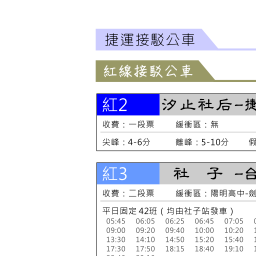 捷運接駁公車
紅線接駁公車
紅2 汐止社后-捷
收費：一段票 緩衝區：無
尖峰：4-6分 離峰：5-10分
紅3 社 子 -台
收費：二段票 緩衝區：陽明高中-劍
平日固定42班（均由社子站發車）
05:45 06:05 06:25 06:45 07:05
09:00 09:20 09:40 10:00 10:20
13:30 14:10 14:50 15:20 15:40
17:30 17:50 18:15 18:40 19:10